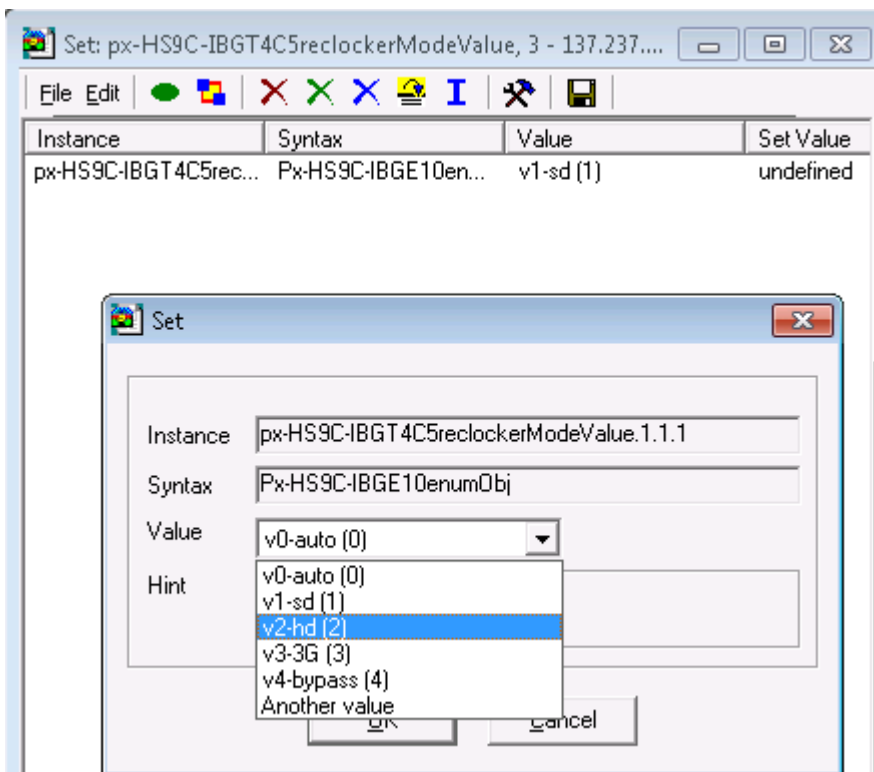 Set: px-HS9C-IBGT4C5reclockerModeValue, 3 - 137.237....
File Edit
Instance Syntax Value Set Value
px-HS9C-IBGT4C5rec... Px-HS9C-IBGE10en... v1-sd (1) undefined
Set
Instance px-HS9C-IBGT4C5reclockerModeValue.1.1.1
Syntax Px-HS9C-IBGE10enumObj
Value v0-auto (0)
Hint v0-auto (0)
v1-sd (1)
v2-hd (2)
v3-3G (3)
v4-bypass (4)
Another value
OK Cancel